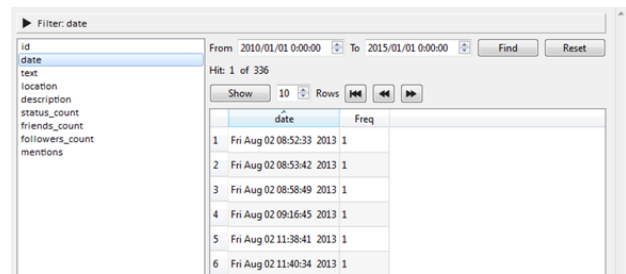 Filter: date
id
date
text
location
description
status_count
friends_count
followers_count
mentions
From 2010/01/01 0:00:00 To 2015/01/01 0:00:00 Find Reset
Hit: 1 of 336
Show 10 Rows
date Freq
1 Fri Aug 02 08:52:33 2013 1
2 Fri Aug 02 08:53:42 2013 1
3 Fri Aug 02 08:58:49 2013 1
4 Fri Aug 02 09:16:45 2013 1
5 Fri Aug 02 11:38:41 2013 1
6 Fri Aug 02 11:40:34 2013 1